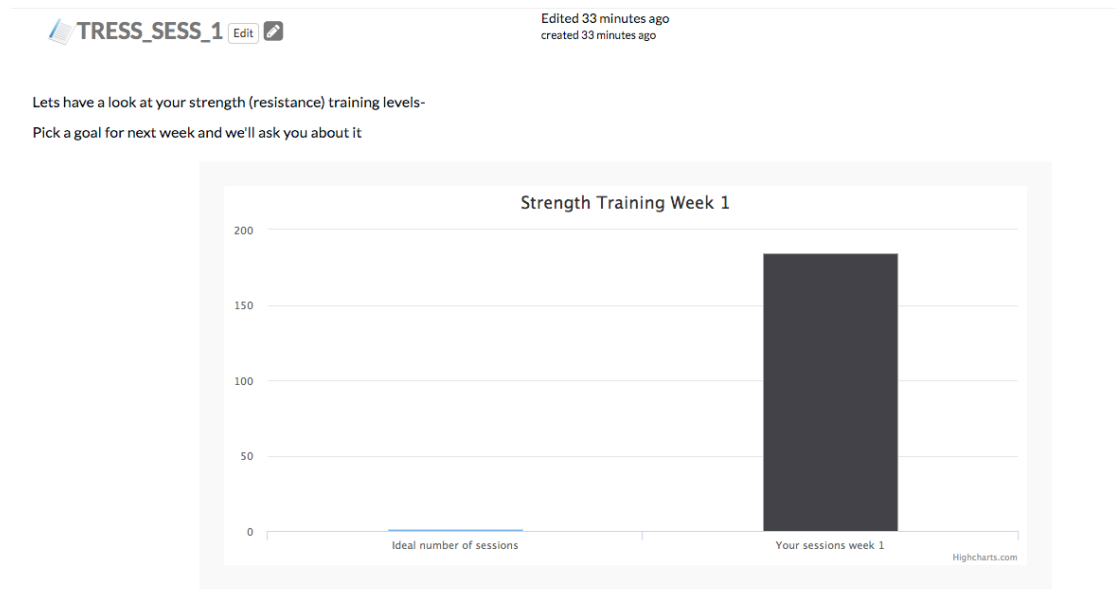 TRESS_SESS_1 Edit
Edited 33 minutes ago
created 33 minutes ago
Lets have a look at your strength (resistance) training levels-
Pick a goal for next week and we'll ask you about it
Strength Training Week 1
200
150
100
50
0
Ideal number of sessions
Your sessions week 1
Highcharts.com